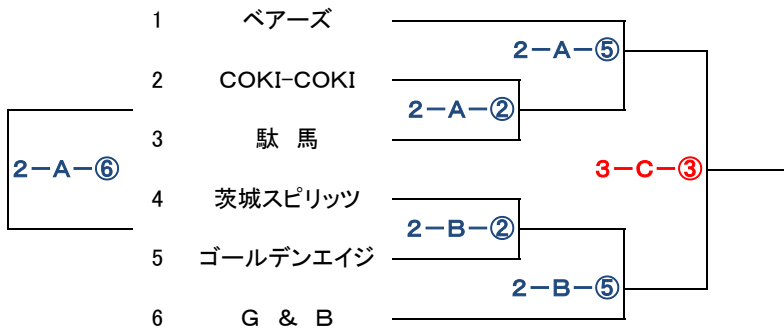 1 ベアーズ
2-A-⑤
2 COKI-COKI
2-A-②
3 駄 馬
2-A-⑥
3-C-③
4 茨城スピリッツ
2-B-②
5 ゴールデンエイジ
2-B-⑤
6 G & B